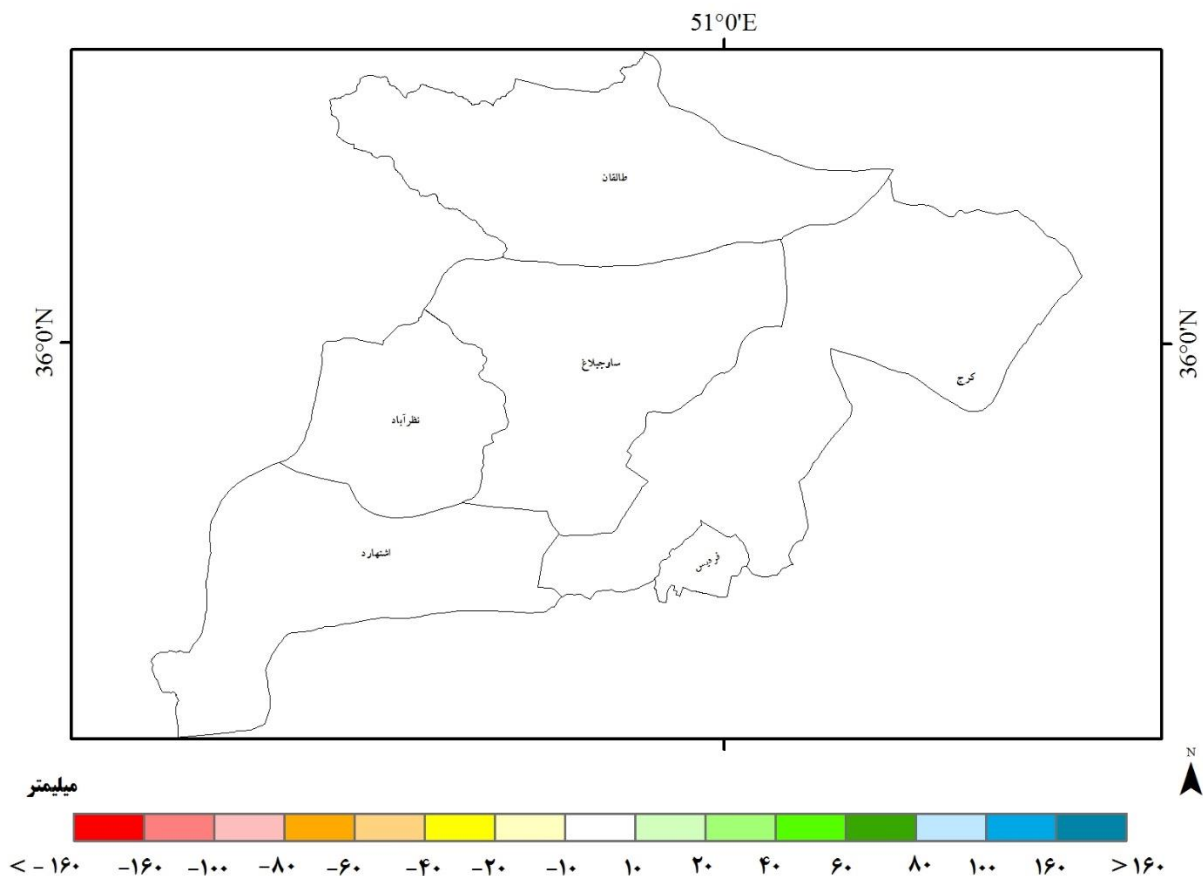 51°0'E
طالقان
36°0'N
36°0'N
ساوجبلاغ
کرج
نظرآباد
اشتهارد
فردیس
N
میلیمتر
< -۱۶۰ -۱۶۰ -۱۰۰ -۸۰ -۶۰ -۴۰ -۲۰ -۱۰ ۱۰ ۲۰ ۴۰ ۶۰ ۸۰ ۱۰۰ ۱۶۰ >۱۶۰